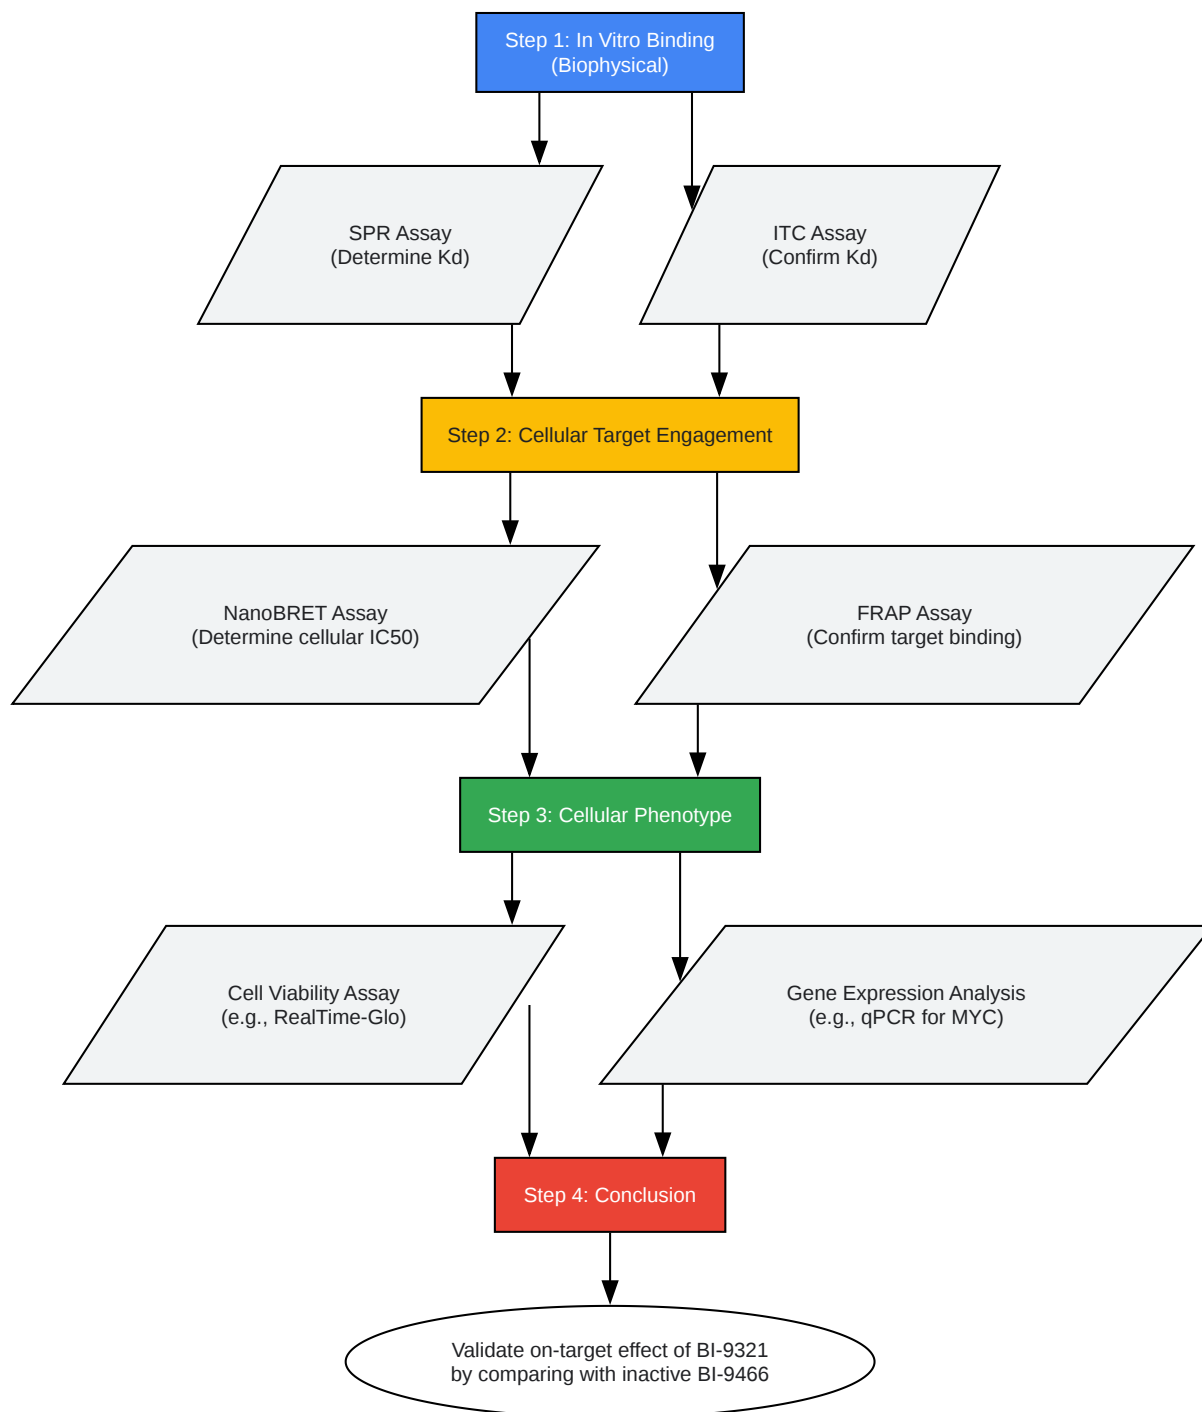 Step 1: In Vitro Binding
(Biophysical)
SPR Assay
(Determine Kd)
ITC Assay
(Confirm Kd)
Step 2: Cellular Target Engagement
NanoBRET Assay
(Determine cellular IC50)
FRAP Assay
(Confirm target binding)
Step 3: Cellular Phenotype
Cell Viability Assay
(e.g., RealTime-Glo)
Gene Expression Analysis
(e.g., qPCR for MYC)
Step 4: Conclusion
Validate on-target effect of BI-9321
by comparing with inactive BI-9466